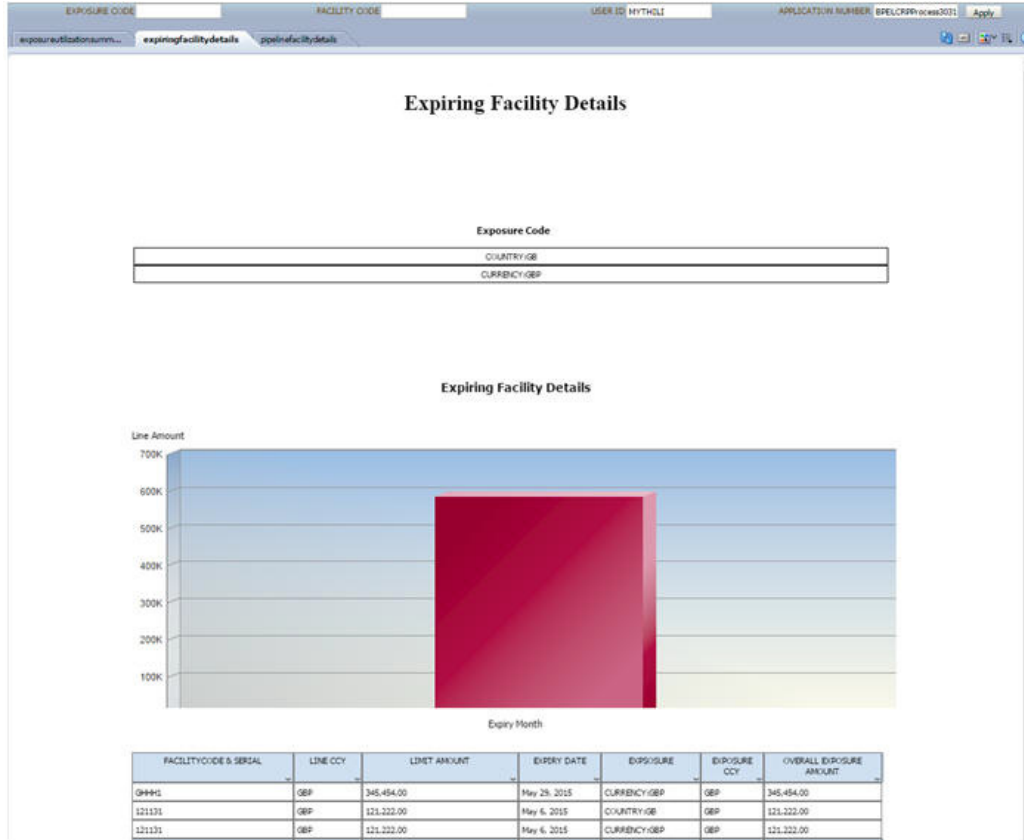 EXPOSURE CODE FACILITY CODE USER ID MYTHILI APPLICATION NUMBER BPELCRPProcess3031 Apply
exposureutilizationsumm... expiringfacilitydetails pipelinefacilitydetails
Expiring Facility Details
Exposure Code
COUNTRY:GB
CURRENCY:GBP
Expiring Facility Details
Line Amount
700K
600K
500K
400K
300K
200K
100K
Expiry Month
FACILITYCODE & SERIAL LINE CCY LIMIT AMOUNT EXPIRY DATE EXPSOSURE EXPOSURE CCY OVERALL EXPOSURE AMOUNT
GHHH1 GBP 345,454.00 May 29, 2015 CURRENCY:GBP GBP 345,454.00
121131 GBP 121,222.00 May 6, 2015 COUNTRY:GB GBP 121,222.00
121131 GBP 121,222.00 May 6, 2015 CURRENCY:GBP GBP 121,222.00